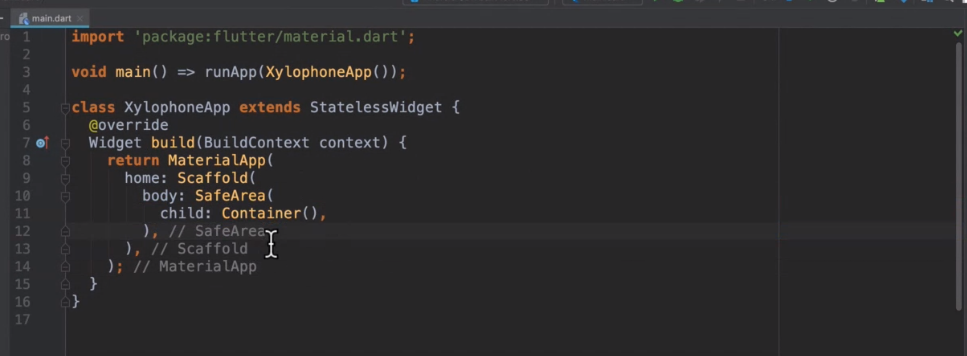 main.dart
ro
1 import 'package:flutter/material.dart';
2
3 void main() => runApp(XylophoneApp());
4
5 class XylophoneApp extends StatelessWidget {
6 @override
7 Widget build(BuildContext context) {
8 return MaterialApp(
9 home: Scaffold(
10 body: SafeArea(
11 child: Container(),
12 ), // SafeArea
13 ), // Scaffold
14 ); // MaterialApp
15 }
16 }
17